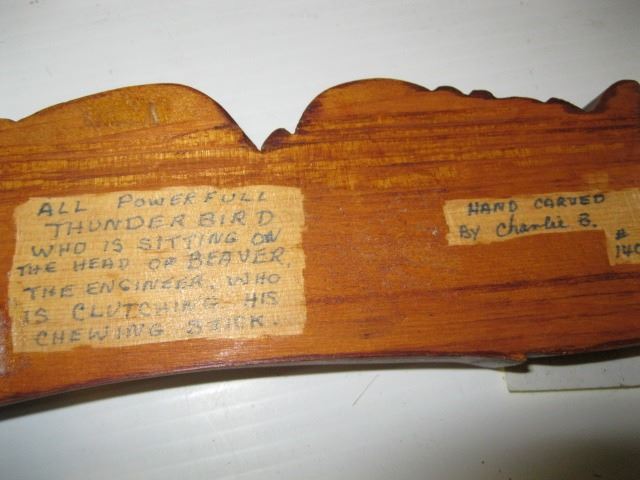 ALL POWERFULL
THUNDER BIRD
WHO IS SITTING ON
THE HEAD OF BEAVER,
THE ENGINEER, WHO
IS CLUTCHING HIS
CHEWING STICK.
HAND CARVED
BY Charlie B.
#
140